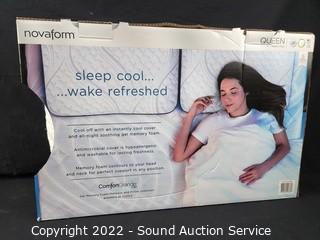 novaform
QUEEN
sleep cool...
...wake refreshed
Cool off with an instantly cool cover
and all-night soothing gel memory foam.
Antimicrobial cover is hypoallergenic
and washable for lasting freshness.
Memory foam contours to your head
and neck for perfect support in any position.
Copyright 2022 - Sound Auction Service